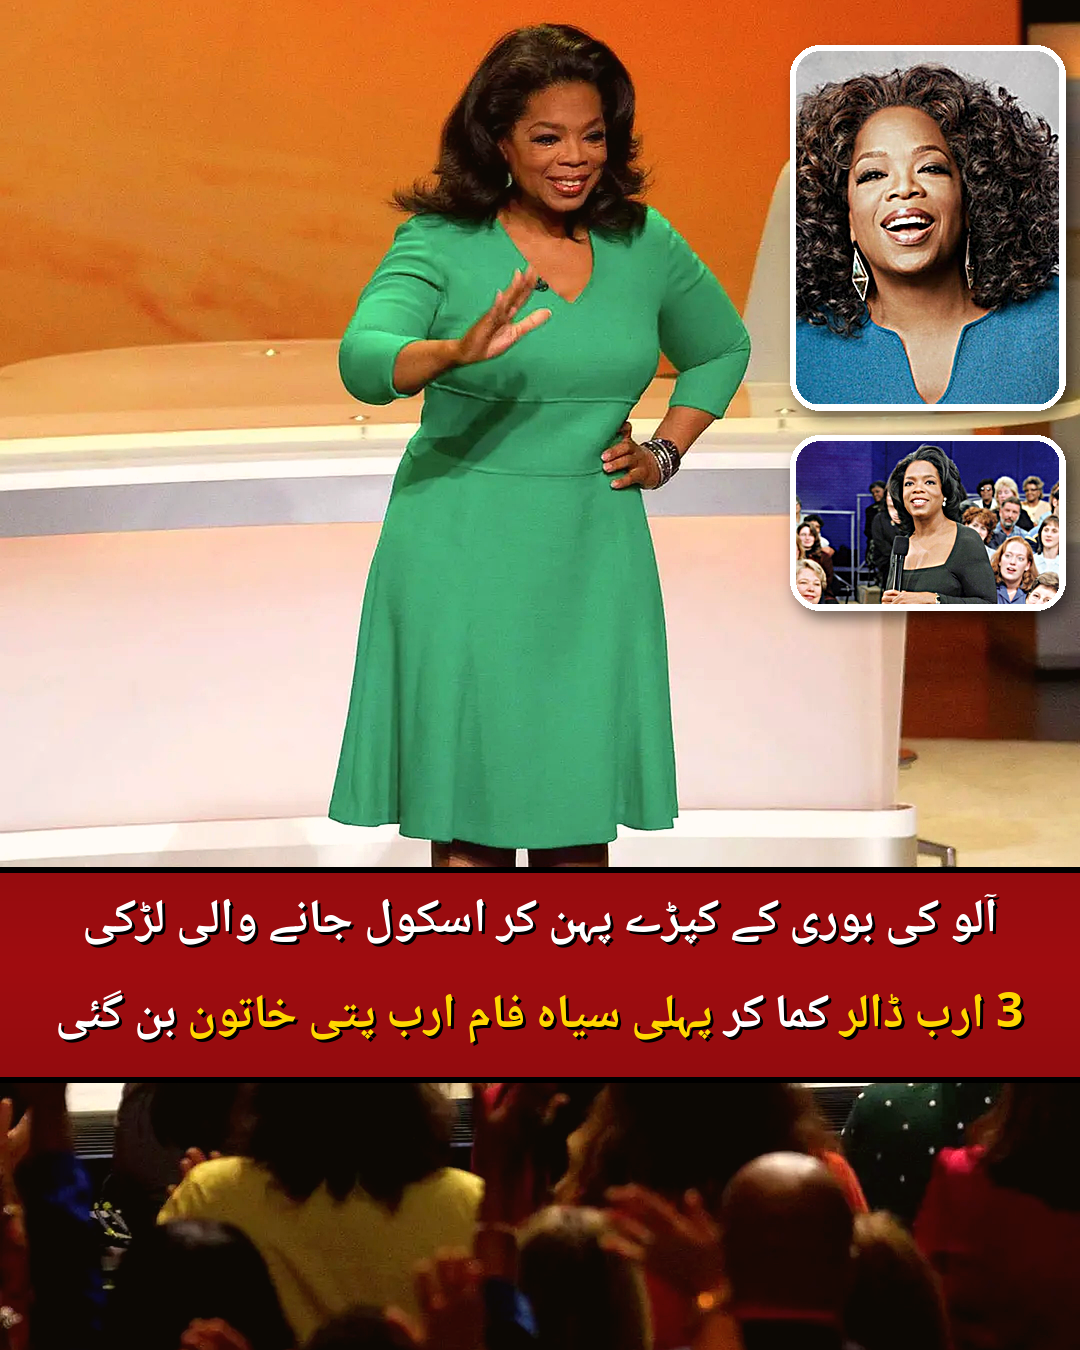 آلو کی بوری کے کپڑے پہن کر اسکول جانے والی لڑکی
3 ارب ڈالر کما کر پہلی سیاہ فام ارب پتی خاتون بن گئی